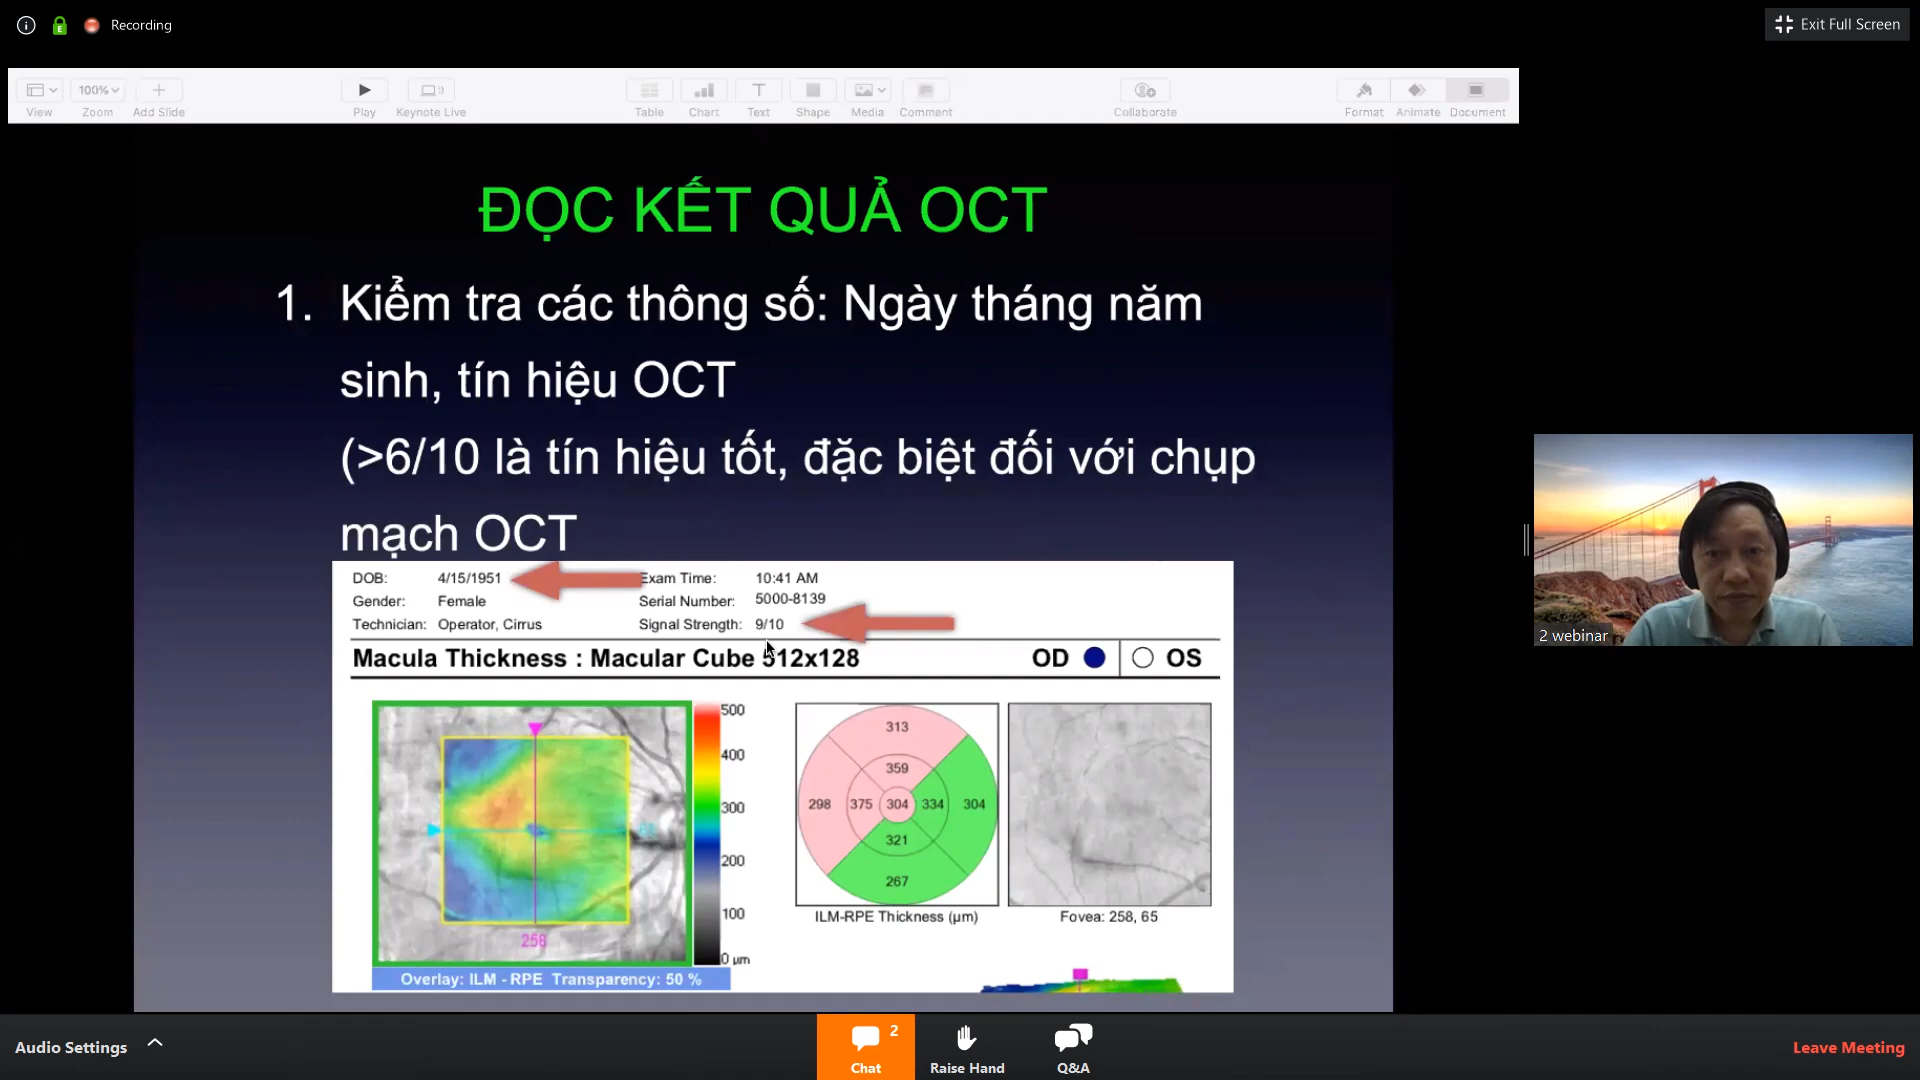 Recording
Exit Full Screen
100%
View Zoom Add Slide Play Keynote Live Table Chart Text Shape Media Comment Collaborate Format Animate Document
ĐỌC KẾT QUẢ OCT
1. Kiểm tra các thông số: Ngày tháng năm
sinh, tín hiệu OCT
(>6/10 là tín hiệu tốt, đặc biệt đối với chụp
mạch OCT
DOB: 4/15/1951 Exam Time: 10:41 AM
Gender: Female Serial Number: 5000-8139
Technician: Operator, Cirrus Signal Strength: 9/10
Macula Thickness : Macular Cube 512x128 OD OS
500
400
300
200
100
0 µm
258
Overlay: ILM - RPE Transparency: 50 %
313
359
298 375 304 334 304
321
267
ILM-RPE Thickness (µm)
Fovea: 258, 65
2 webinar
Audio Settings
2
Chat
Raise Hand
Q&A
Leave Meeting